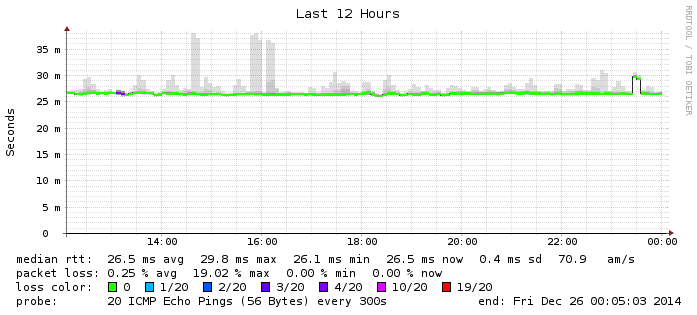 Last 12 Hours
RRDTOOL / TOBI OETIKER
Seconds
35 m
30 m
25 m
20 m
15 m
10 m
5 m
0
14:00 16:00 18:00 20:00 22:00 00:00
median rtt: 26.5 ms avg 29.8 ms max 26.1 ms min 26.5 ms now 0.4 ms sd 70.9 am/s
packet loss: 0.25 % avg 19.02 % max 0.00 % min 0.00 % now
loss color: 0 1/20 2/20 3/20 4/20 10/20 19/20
probe: 20 ICMP Echo Pings (56 Bytes) every 300s end: Fri Dec 26 00:05:03 2014